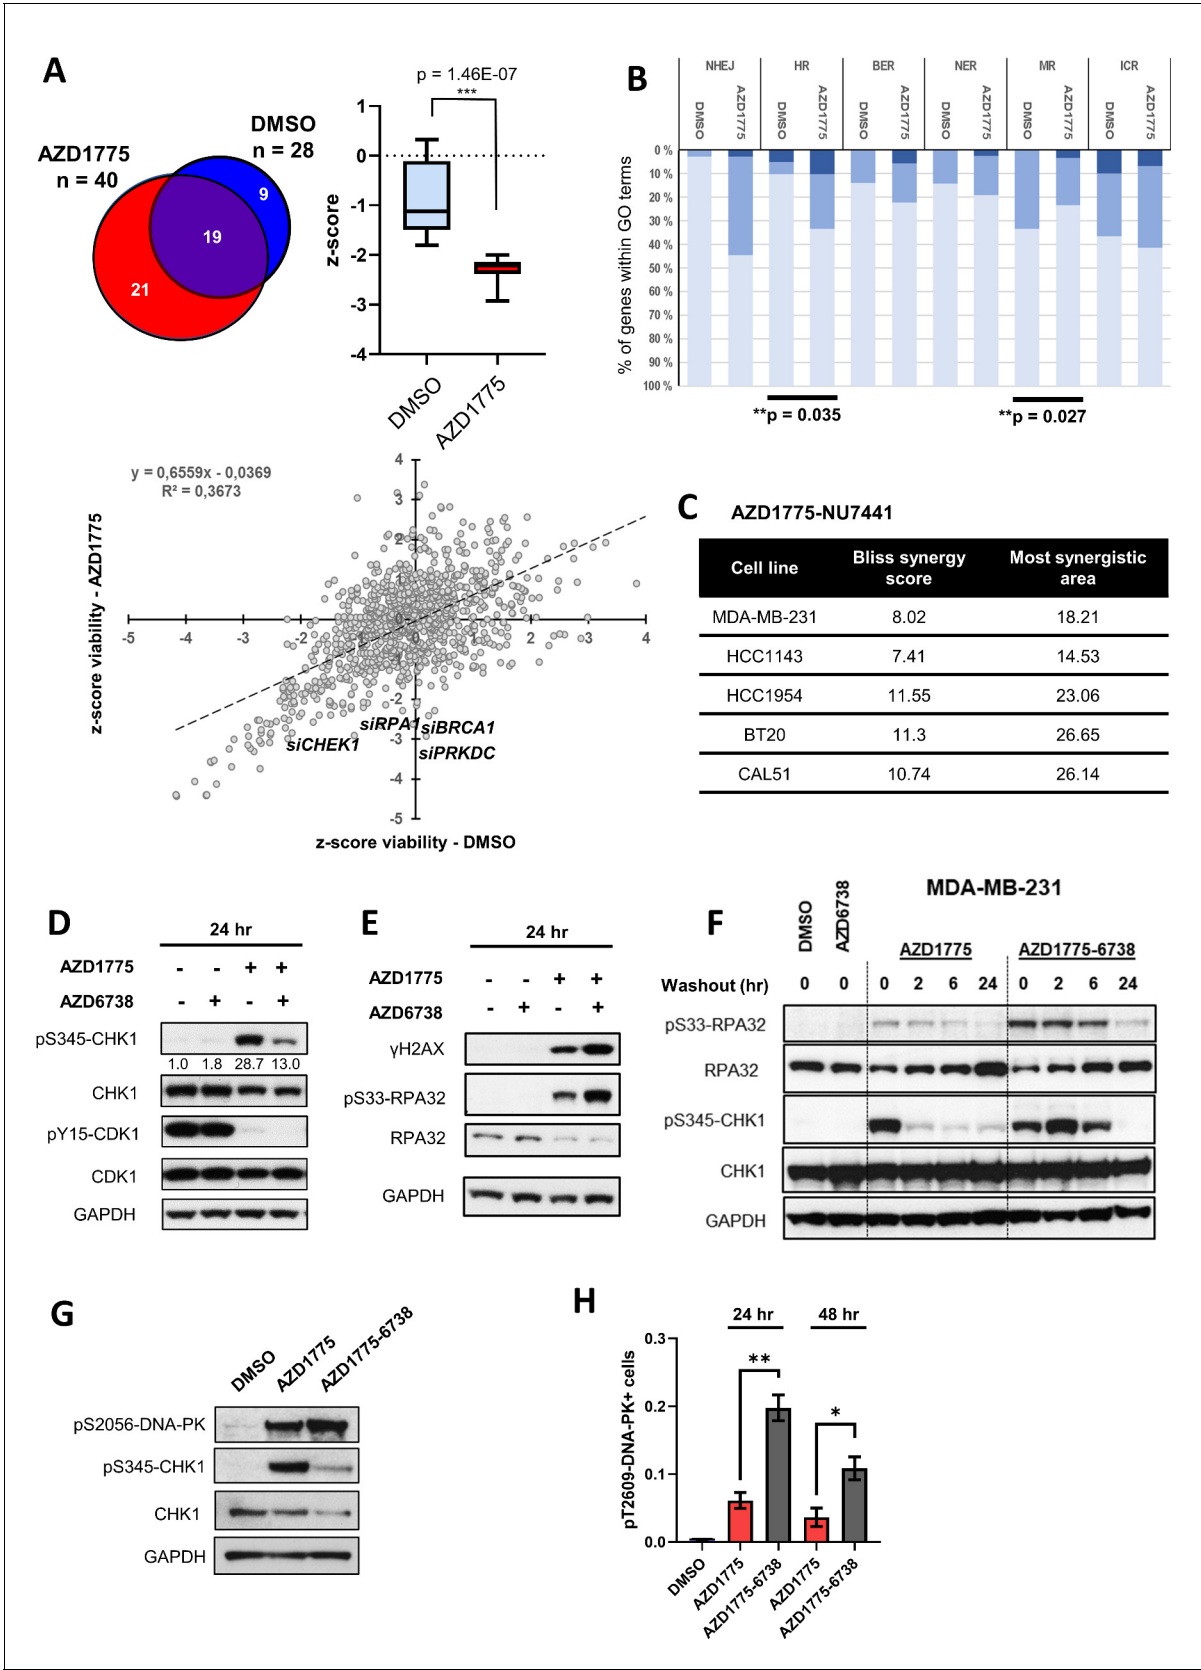 A
AZD1775
n = 40
DMSO
n = 28
9
19
21
p = 1.46E-07
***
z-score
1
0
-1
-2
-3
-4
DMSO
AZD1775
y = 0,6559x - 0,0369
R² = 0,3673
z-score viability - AZD1775
4
3
2
1
0
-1
-2
-3
-4
-5
-5 -4 -3 -2 -1 0 1 2 3 4
siCHEK1
siRPA1
siBRCA1
siPRKDC
z-score viability - DMSO
B
NHEJ HR BER NER MR ICR
DMSO AZD1775 DMSO AZD1775 DMSO AZD1775 DMSO AZD1775 DMSO AZD1775 DMSO AZD1775
% of genes within GO terms
0 %
10 %
20 %
30 %
40 %
50 %
60 %
70 %
80 %
90 %
100 %
**p = 0.035
**p = 0.027
C
AZD1775-NU7441
Cell line Bliss synergy score Most synergistic area
MDA-MB-231 8.02 18.21
HCC1143 7.41 14.53
HCC1954 11.55 23.06
BT20 11.3 26.65
CAL51 10.74 26.14
D
24 hr
AZD1775 - - + +
AZD6738 - + - +
pS345-CHK1
1.0 1.8 28.7 13.0
CHK1
pY15-CDK1
CDK1
GAPDH
E
24 hr
AZD1775 - - + +
AZD6738 - + - +
γH2AX
pS33-RPA32
RPA32
GAPDH
F
MDA-MB-231
DMSO
AZD6738
AZD1775
AZD1775-6738
Washout (hr) 0 0 0 2 6 24 0 2 6 24
pS33-RPA32
RPA32
pS345-CHK1
CHK1
GAPDH
G
DMSO
AZD1775
AZD1775-6738
pS2056-DNA-PK
pS345-CHK1
CHK1
GAPDH
H
24 hr
48 hr
pT2609-DNA-PK+ cells
0.3
0.2
0.1
0.0
**
*
DMSO
AZD1775
AZD1775-6738
AZD1775
AZD1775-6738